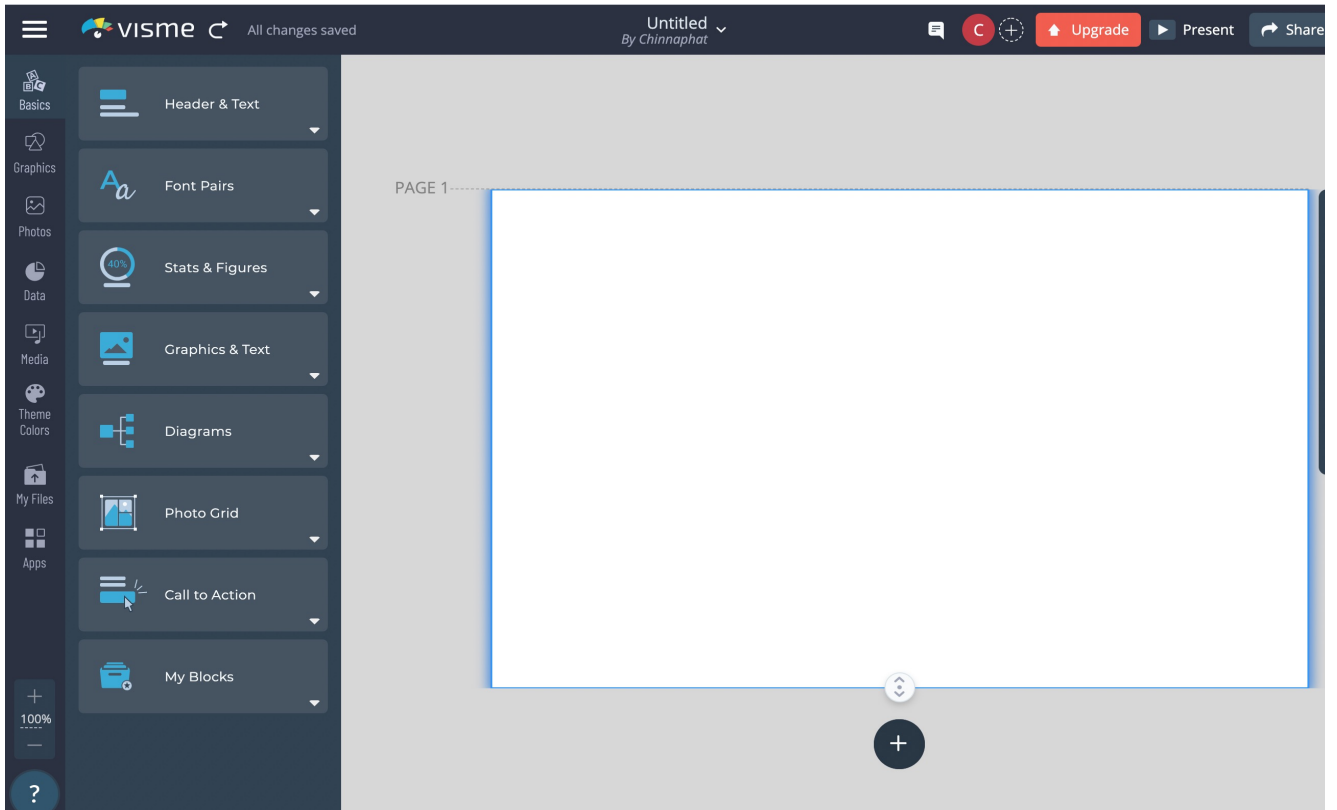 visme
All changes saved
Untitled
By Chinnaphat
C
Upgrade
Present
Share
Basics
Graphics
Photos
Data
Media
Theme
Colors
My Files
Apps
100%
?
Header & Text
Aa
Font Pairs
40%
Stats & Figures
Graphics & Text
Diagrams
Photo Grid
Call to Action
My Blocks
PAGE 1